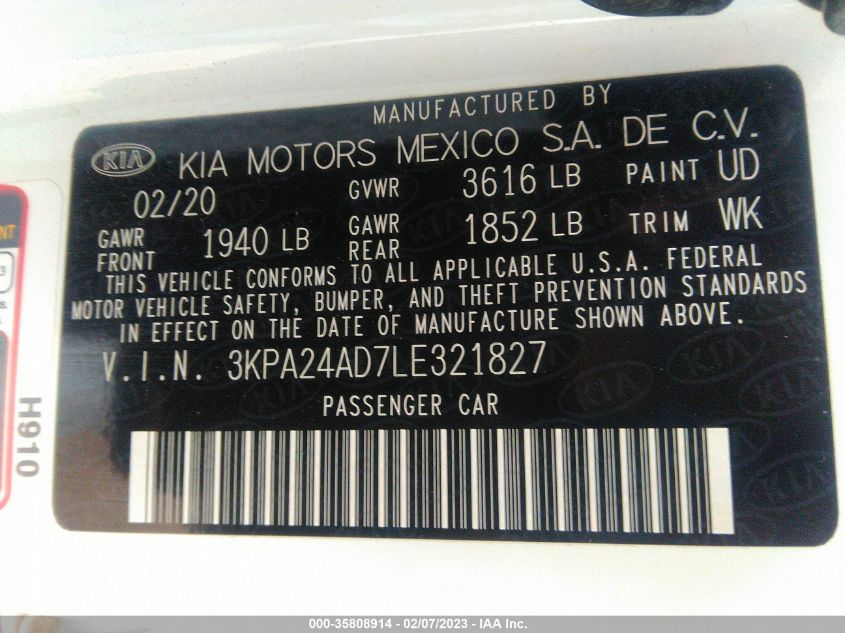 MANUFACTURED BY
KIA KIA MOTORS MEXICO S.A. DE C.V.
02/20 GVWR 3616 LB PAINT UD
GAWR FRONT 1940 LB GAWR REAR 1852 LB TRIM WK
THIS VEHICLE CONFORMS TO ALL APPLICABLE U.S.A. FEDERAL
MOTOR VEHICLE SAFETY, BUMPER, AND THEFT PREVENTION STANDARDS
IN EFFECT ON THE DATE OF MANUFACTURE SHOWN ABOVE.
V.I.N. 3KPA24AD7LE321827
PASSENGER CAR
H910
000-35808914 - 02/07/2023 - IAA Inc.